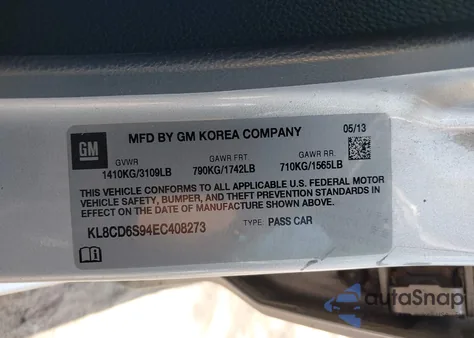 GM
MFD BY GM KOREA COMPANY
05/13
GVWR GAWR FRT. GAWR RR.
1410KG/3109LB 790KG/1742LB 710KG/1565LB
THIS VEHICLE CONFORMS TO ALL APPLICABLE U.S. FEDERAL MOTOR
VEHICLE SAFETY, BUMPER, AND THEFT PREVENTION STANDARDS IN
EFFECT ON THE DATE OF MANUFACTURE SHOWN ABOVE.
KL8CD6S94EC408273 TYPE: PASS CAR
autoSnap